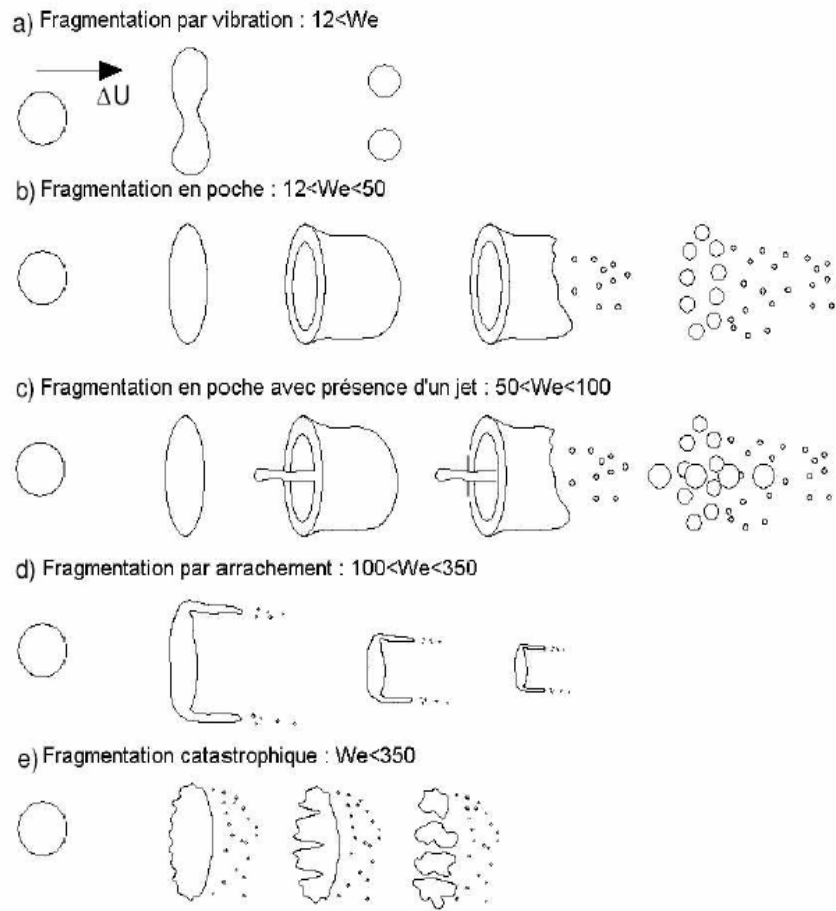 a) Fragmentation par vibration : 12<We
ΔU
b) Fragmentation en poche : 12<We<50
c) Fragmentation en poche avec présence d'un jet : 50<We<100
d) Fragmentation par arrachement : 100<We<350
e) Fragmentation catastrophique : We<350